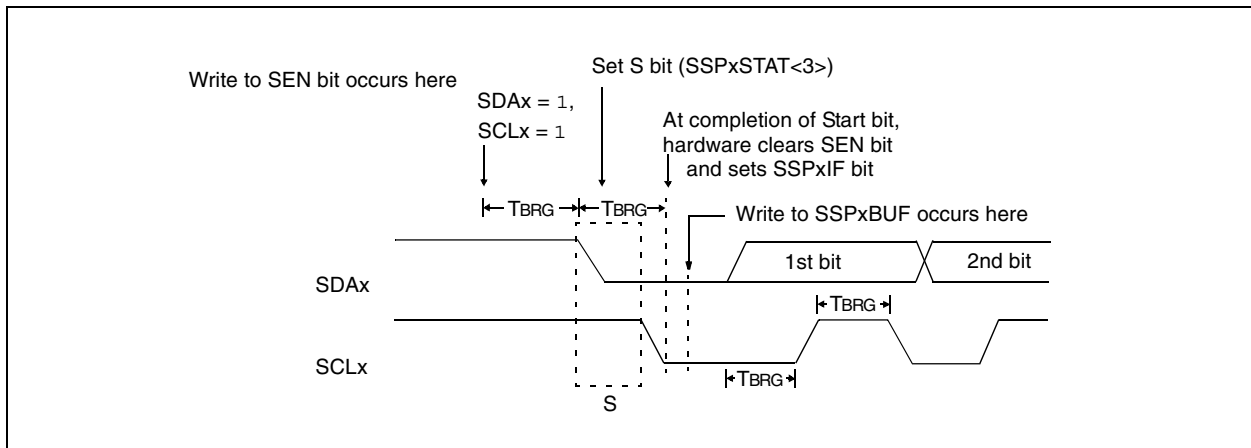 Write to SEN bit occurs here
Set S bit (SSPxSTAT<3>)
SDAx = 1,
SCLx = 1
At completion of Start bit,
hardware clears SEN bit
and sets SSPxIF bit
TBRG
TBRG
Write to SSPxBUF occurs here
SDAx
1st bit
2nd bit
TBRG
SCLx
TBRG
S